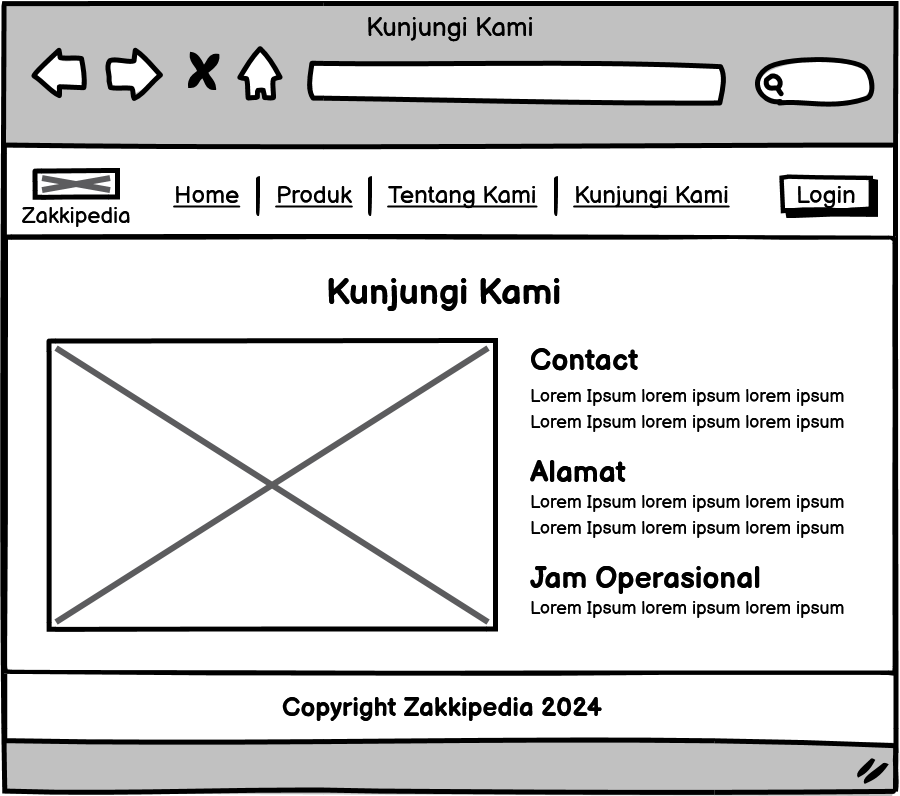 Kunjungi Kami
Zakkipedia
Home
Produk
Tentang Kami
Kunjungi Kami
Login
Kunjungi Kami
Contact
Lorem Ipsum lorem ipsum lorem ipsum
Lorem Ipsum lorem ipsum lorem ipsum
Alamat
Lorem Ipsum lorem ipsum lorem ipsum
Lorem Ipsum lorem ipsum lorem ipsum
Jam Operasional
Lorem Ipsum lorem ipsum lorem ipsum
Copyright Zakkipedia 2024